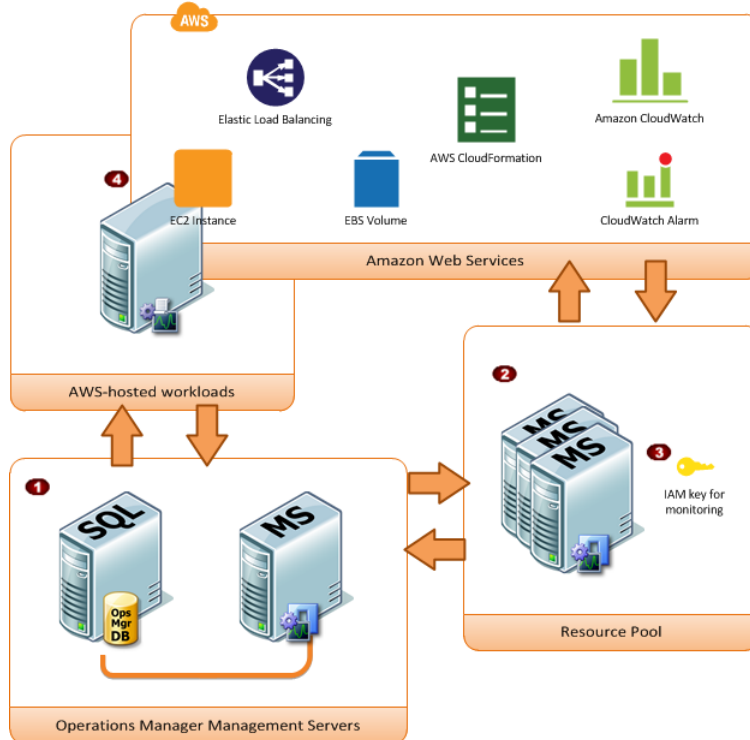 AWS
Elastic Load Balancing
AWS CloudFormation
Amazon CloudWatch
EC2 Instance
EBS Volume
CloudWatch Alarm
Amazon Web Services
4
AWS-hosted workloads
2
MS
MS
MS
3
IAM key for
monitoring
Resource Pool
1
SQL
Ops
Mgr
DB
MS
Operations Manager Management Servers